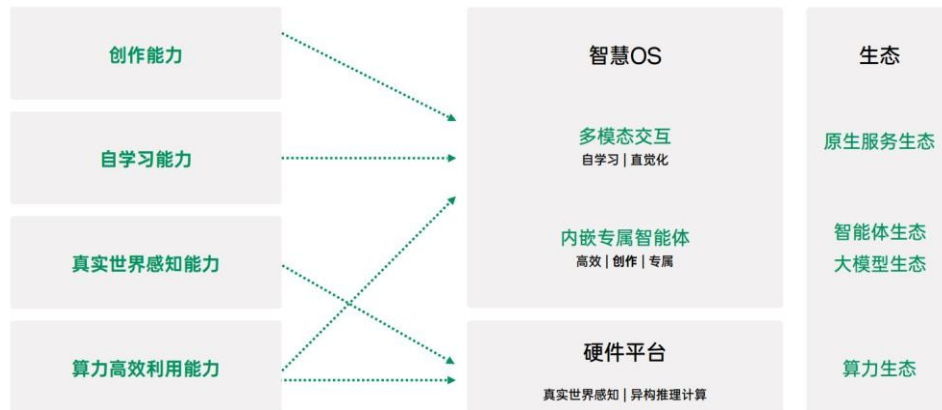 创作能力
自学习能力
真实世界感知能力
算力高效利用能力
智慧OS
多模态交互
自学习 | 直觉化
内嵌专属智能体
高效 | 创作 | 专属
硬件平台
真实世界感知 | 异构推理计算
生态
原生服务生态
智能体生态
大模型生态
算力生态